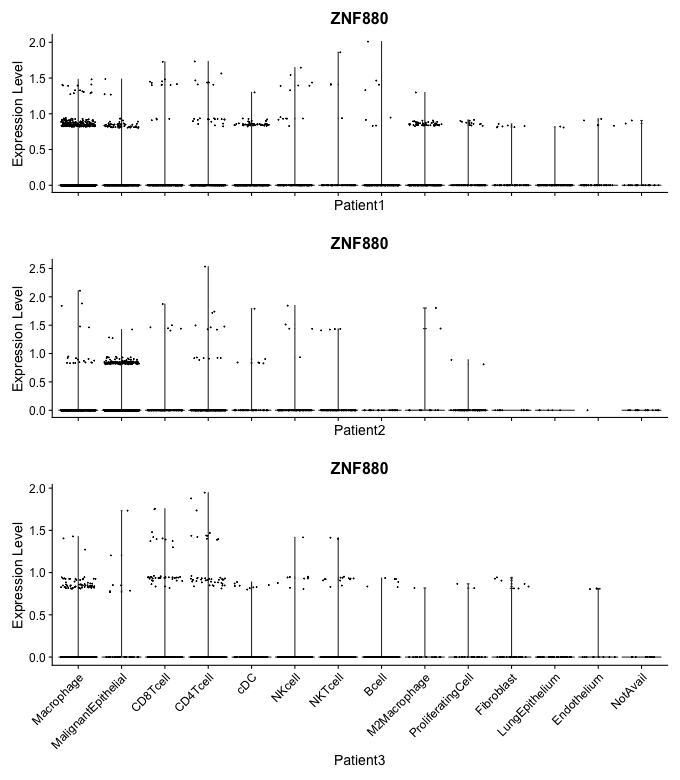 ZNF880
Expression Level
2.0
1.5
1.0
0.5
0.0
Patient1
ZNF880
Expression Level
2.5
2.0
1.5
1.0
0.5
0.0
Patient2
ZNF880
Expression Level
2.0
1.5
1.0
0.5
0.0
Macrophage
MalignantEpithelial
CD8Tcell
CD4Tcell
cDC
NKcell
NKTcell
Bcell
M2Macrophage
ProliferatingCell
Fibroblast
LungEpithelium
Endothelium
NotAvail
Patient3